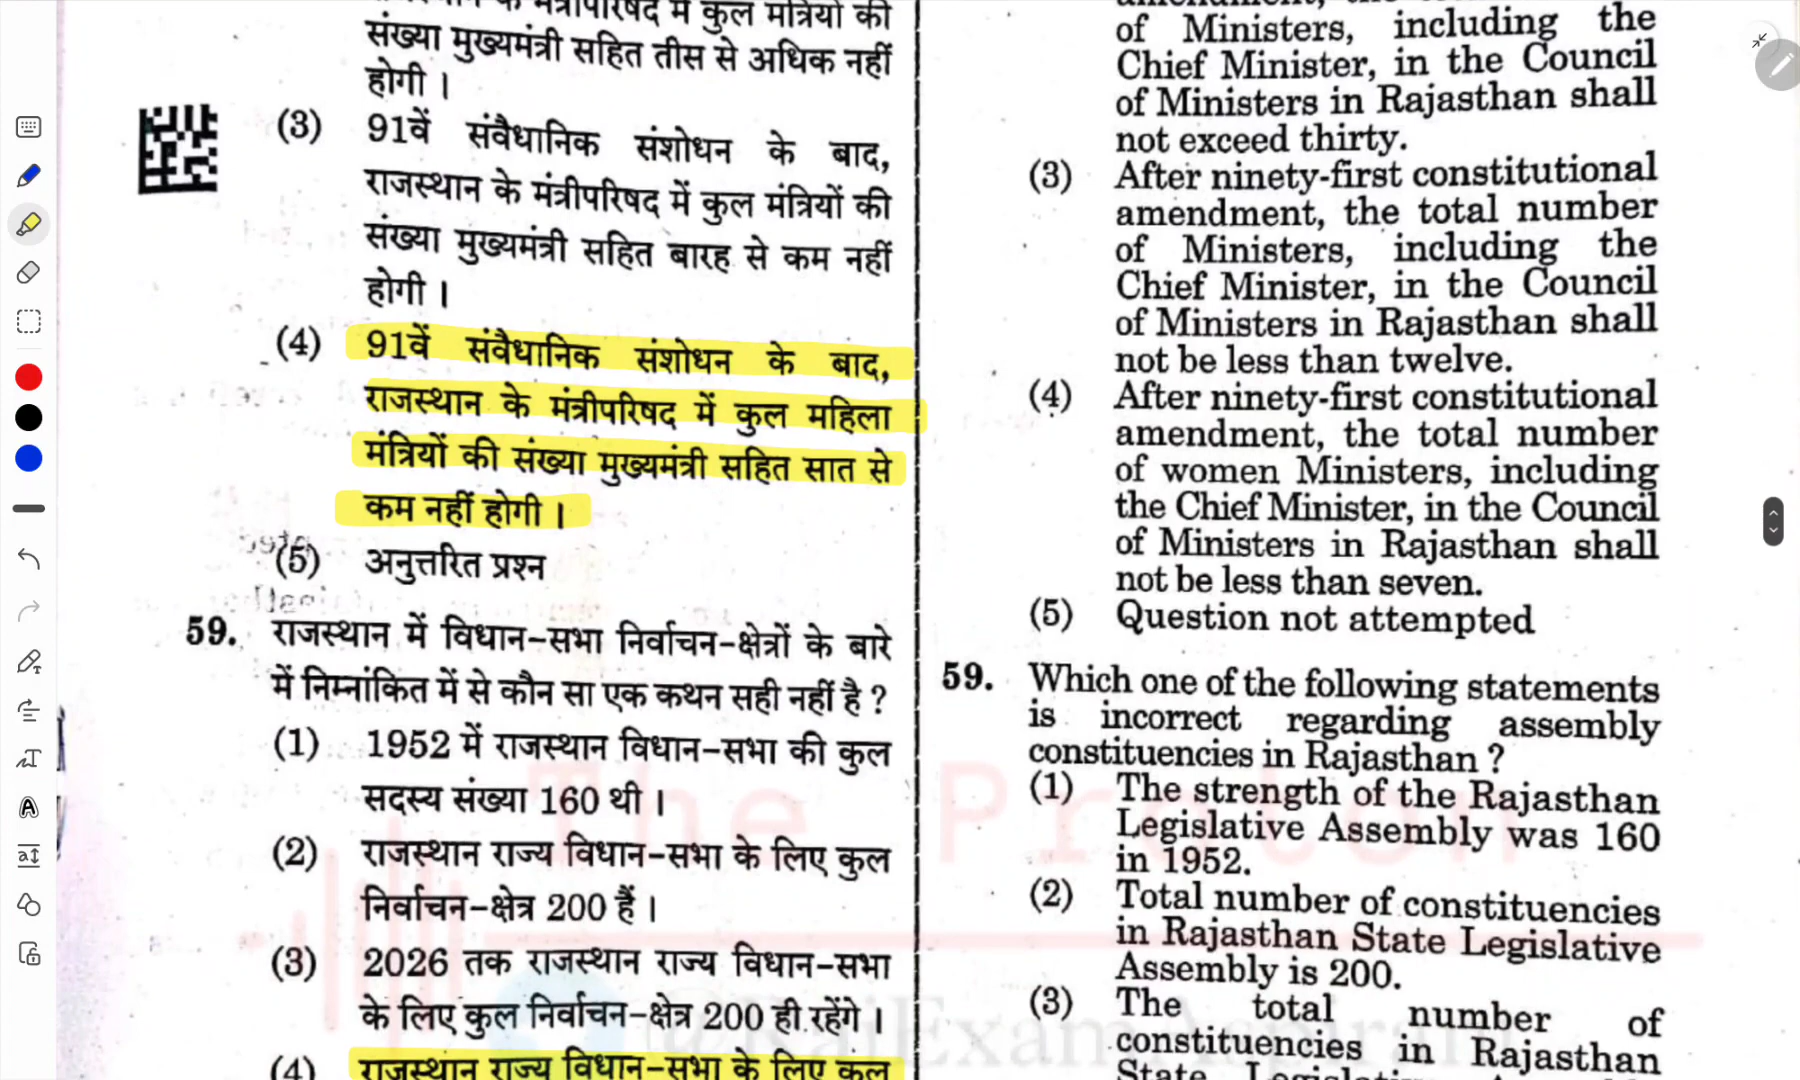 के मंत्रीपरिषद में कुल मंत्रियों की
संख्या मुख्यमंत्री सहित तीस से अधिक नहीं
होगी ।
(3) 91वें संवैधानिक संशोधन के बाद,
राजस्थान के मंत्रीपरिषद में कुल मंत्रियों की
संख्या मुख्यमंत्री सहित बारह से कम नहीं
होगी ।
(4) 91वें संवैधानिक संशोधन के बाद,
राजस्थान के मंत्रीपरिषद में कुल महिला
मंत्रियों की संख्या मुख्यमंत्री सहित सात से
कम नहीं होगी ।
(5) अनुत्तरित प्रश्न
59. राजस्थान में विधान-सभा निर्वाचन-क्षेत्रों के बारे
में निम्नांकित में से कौन सा एक कथन सही नहीं है ?
(1) 1952 में राजस्थान विधान-सभा की कुल
सदस्य संख्या 160 थी ।
(2) राजस्थान राज्य विधान-सभा के लिए कुल
निर्वाचन-क्षेत्र 200 हैं ।
(3) 2026 तक राजस्थान राज्य विधान-सभा
के लिए कुल निर्वाचन-क्षेत्र 200 ही रहेंगे ।
(4) राजस्थान राज्य विधान-सभा के लिए कुल
of Ministers, including the
Chief Minister, in the Council
of Ministers in Rajasthan shall
not exceed thirty.
(3) After ninety-first constitutional
amendment, the total number
of Ministers, including the
Chief Minister, in the Council
of Ministers in Rajasthan shall
not be less than twelve.
(4) After ninety-first constitutional
amendment, the total number
of women Ministers, including
the Chief Minister, in the Council
of Ministers in Rajasthan shall
not be less than seven.
(5) Question not attempted
59. Which one of the following statements
is incorrect regarding assembly
constituencies in Rajasthan ?
(1) The strength of the Rajasthan
Legislative Assembly was 160
in 1952.
(2) Total number of constituencies
in Rajasthan State Legislative
Assembly is 200.
(3) The total number of
constituencies in Rajasthan
The Proton
@RajExamAspirant